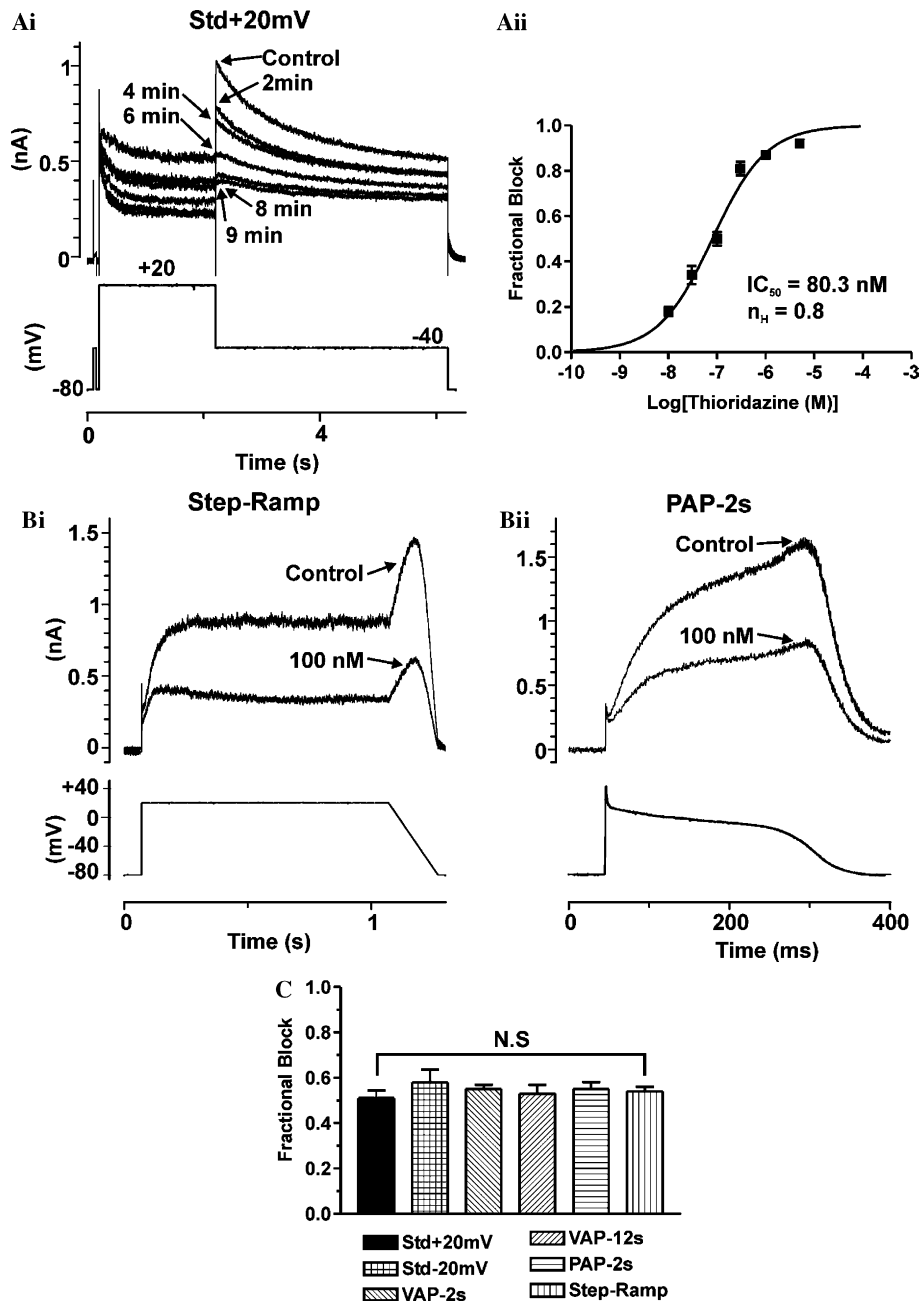 Ai
Std+20mV
1
0.5
0
(nA)
Control
2min
4 min
6 min
8 min
9 min
+20
-40
-80
(mV)
0
4
Time (s)
Aii
1.0
0.8
0.6
0.4
0.2
0.0
Fractional Block
IC50 = 80.3 nM
nH = 0.8
-10 -9 -8 -7 -6 -5 -4 -3
Log[Thioridazine (M)]
Bi
Step-Ramp
1.5
1
0.5
0
(nA)
Control
100 nM
+40
0
-40
-80
(mV)
0
1
Time (s)
Bii
PAP-2s
1.5
1
0.5
0
Control
100 nM
0
200
400
Time (ms)
C
1.0
0.8
0.6
0.4
0.2
0.0
Fractional Block
N.S
Std+20mV
Std-20mV
VAP-2s
VAP-12s
PAP-2s
Step-Ramp